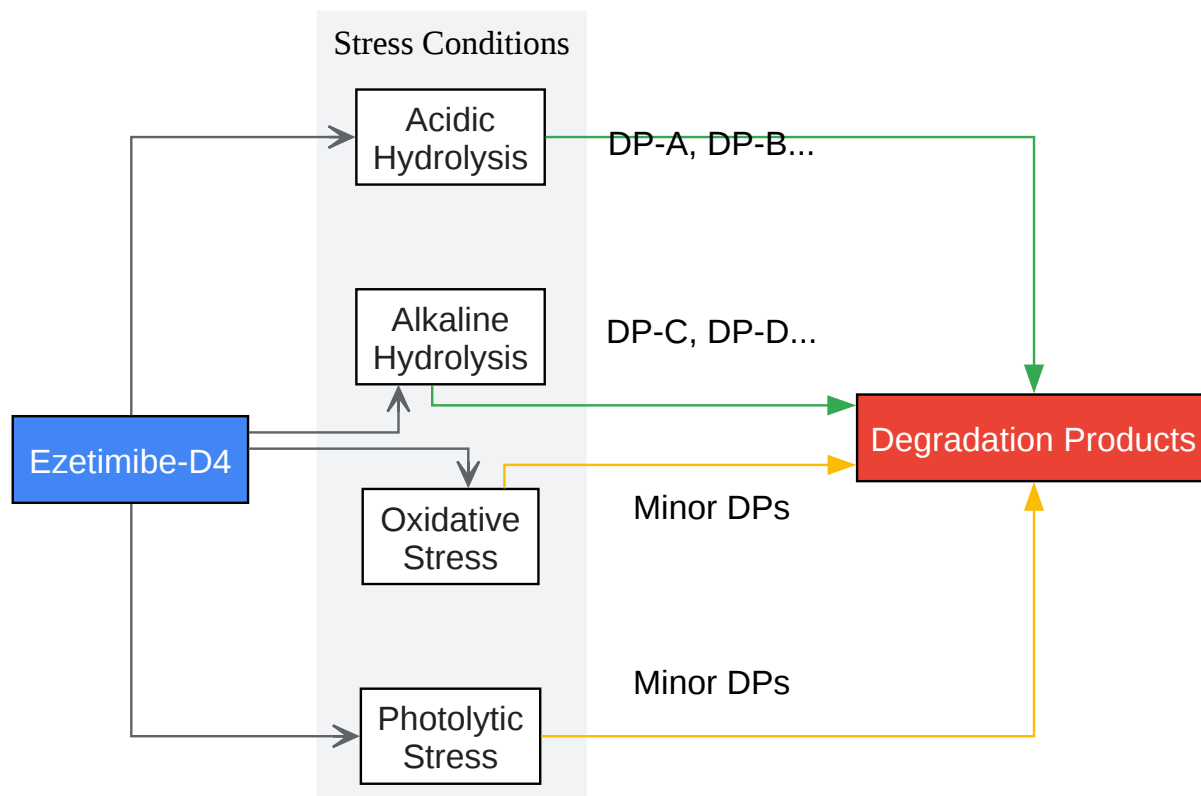 Stress Conditions
Acidic
Hydrolysis
DP-A, DP-B...
Alkaline
Hydrolysis
DP-C, DP-D...
Ezetimibe-D4
Degradation Products
Oxidative
Stress
Minor DPs
Photolytic
Stress
Minor DPs